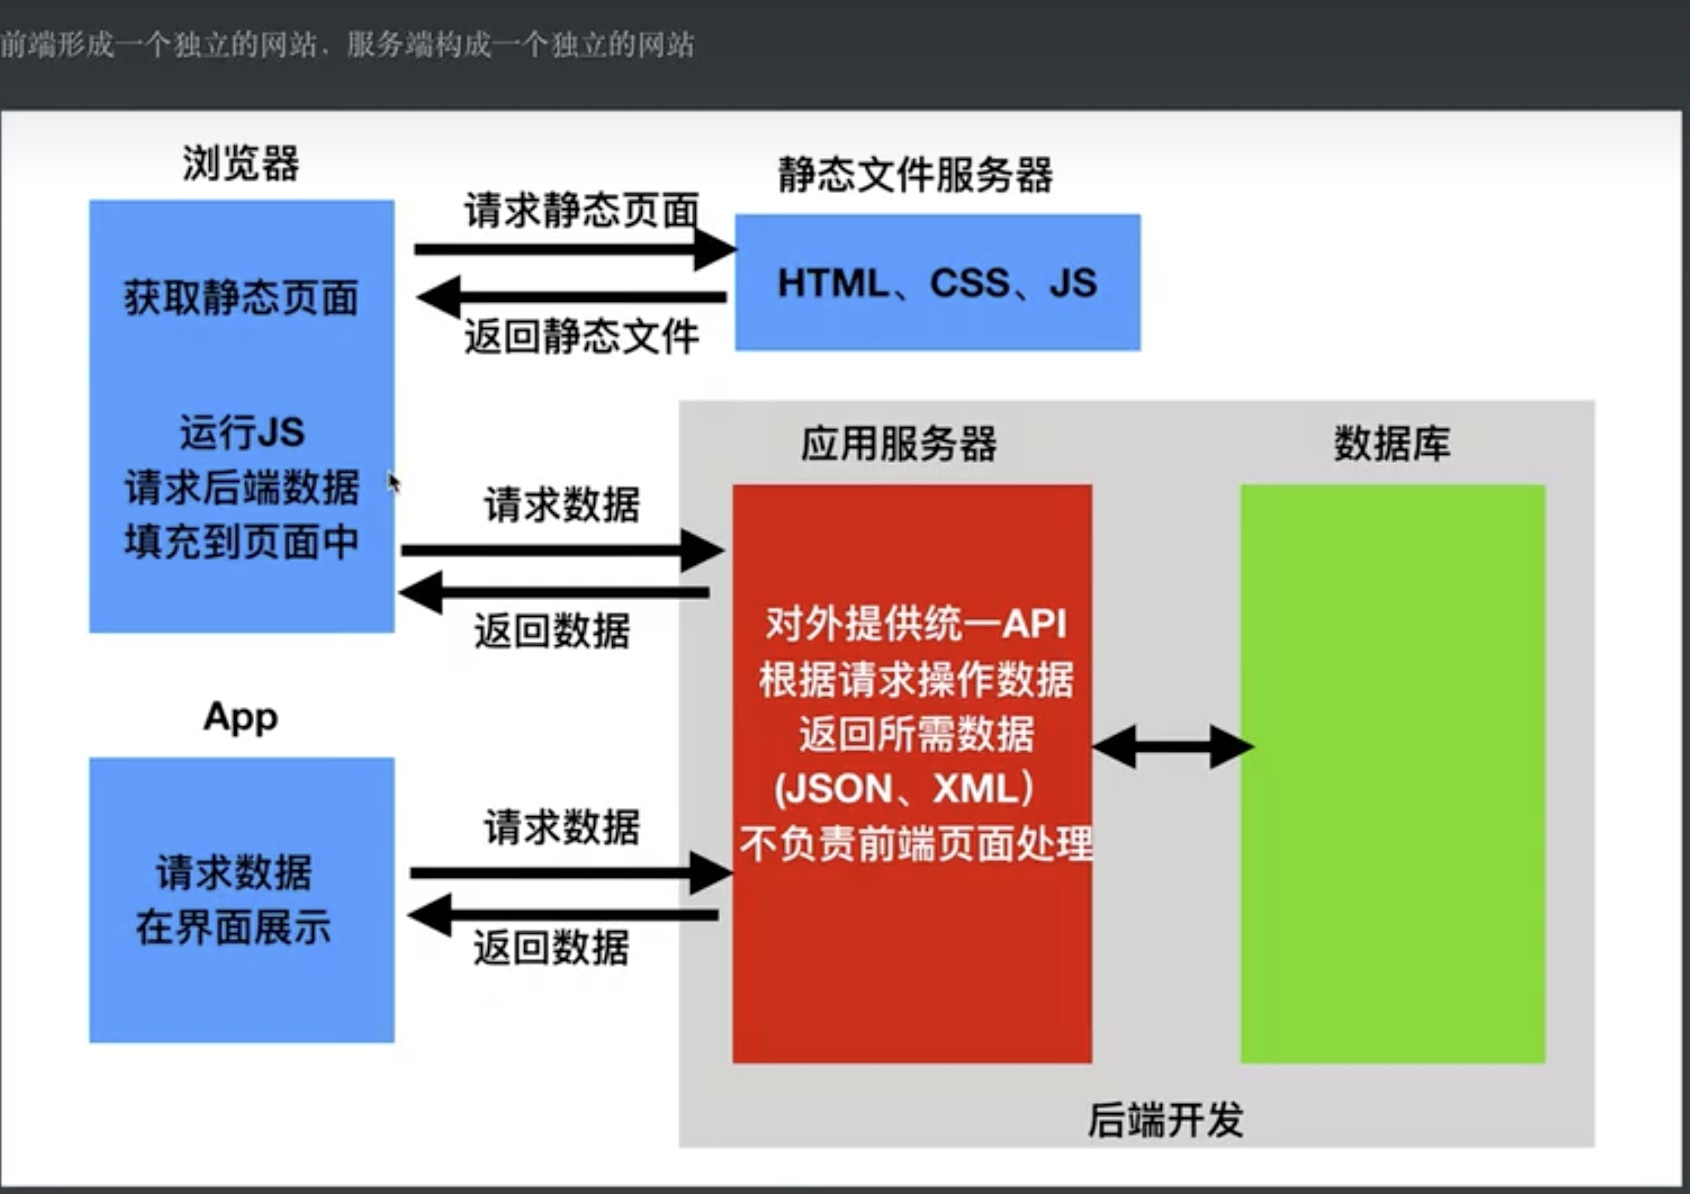 前端形成一个独立的网站，服务端构成一个独立的网站
浏览器
获取静态页面
运行JS
请求后端数据
填充到页面中
请求静态页面
返回静态文件
静态文件服务器
HTML、CSS、JS
请求数据
返回数据
App
请求数据
在界面展示
请求数据
返回数据
应用服务器
对外提供统一API
根据请求操作数据
返回所需数据
(JSON、XML）
不负责前端页面处理
数据库
后端开发